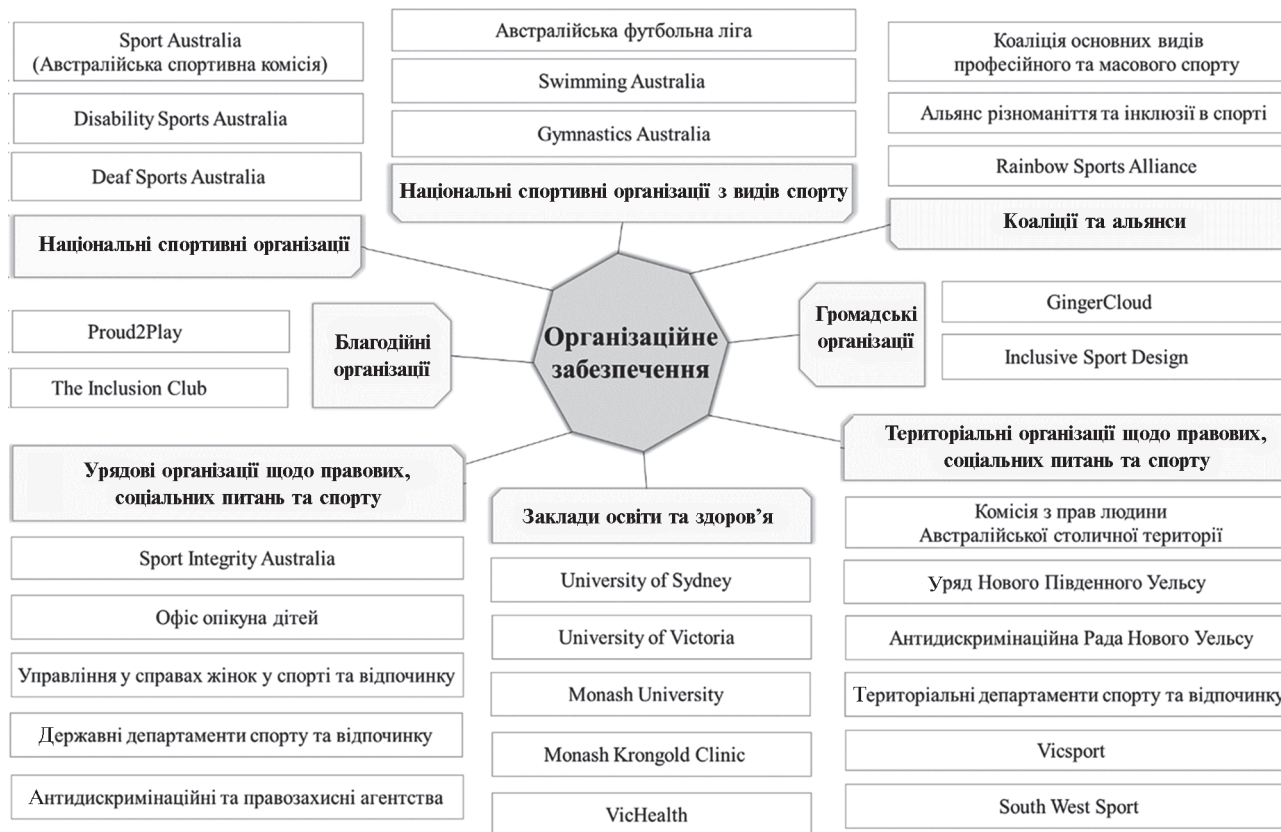 Sport Australia
(Австралійська спортивна комісія)
Disability Sports Australia
Deaf Sports Australia
Національні спортивні організації
Австралійська футбольна ліга
Swimming Australia
Gymnastics Australia
Національні спортивні організації з видів спорту
Коаліція основних видів
професійного та масового спорту
Альянс різноманіття та інклюзії в спорті
Rainbow Sports Alliance
Коаліції та альянси
Proud2Play
The Inclusion Club
Благодійні
організації
Організаційне
забезпечення
Громадські
організації
GingerCloud
Inclusive Sport Design
Урядові організації щодо правових,
соціальних питань та спорту
Sport Integrity Australia
Офіс опікуна дітей
Управління у справах жінок у спорті та відпочинку
Державні департаменти спорту та відпочинку
Антидискримінаційні та правозахисні агентства
Заклади освіти та здоров’я
University of Sydney
University of Victoria
Monash University
Monash Krongold Clinic
VicHealth
Територіальні організації щодо правових,
соціальних питань та спорту
Комісія з прав людини
Австралійської столичної території
Уряд Нового Південного Уельсу
Антидискримінаційна Рада Нового Уельсу
Територіальні департаменти спорту та відпочинку
Vicsport
South West Sport